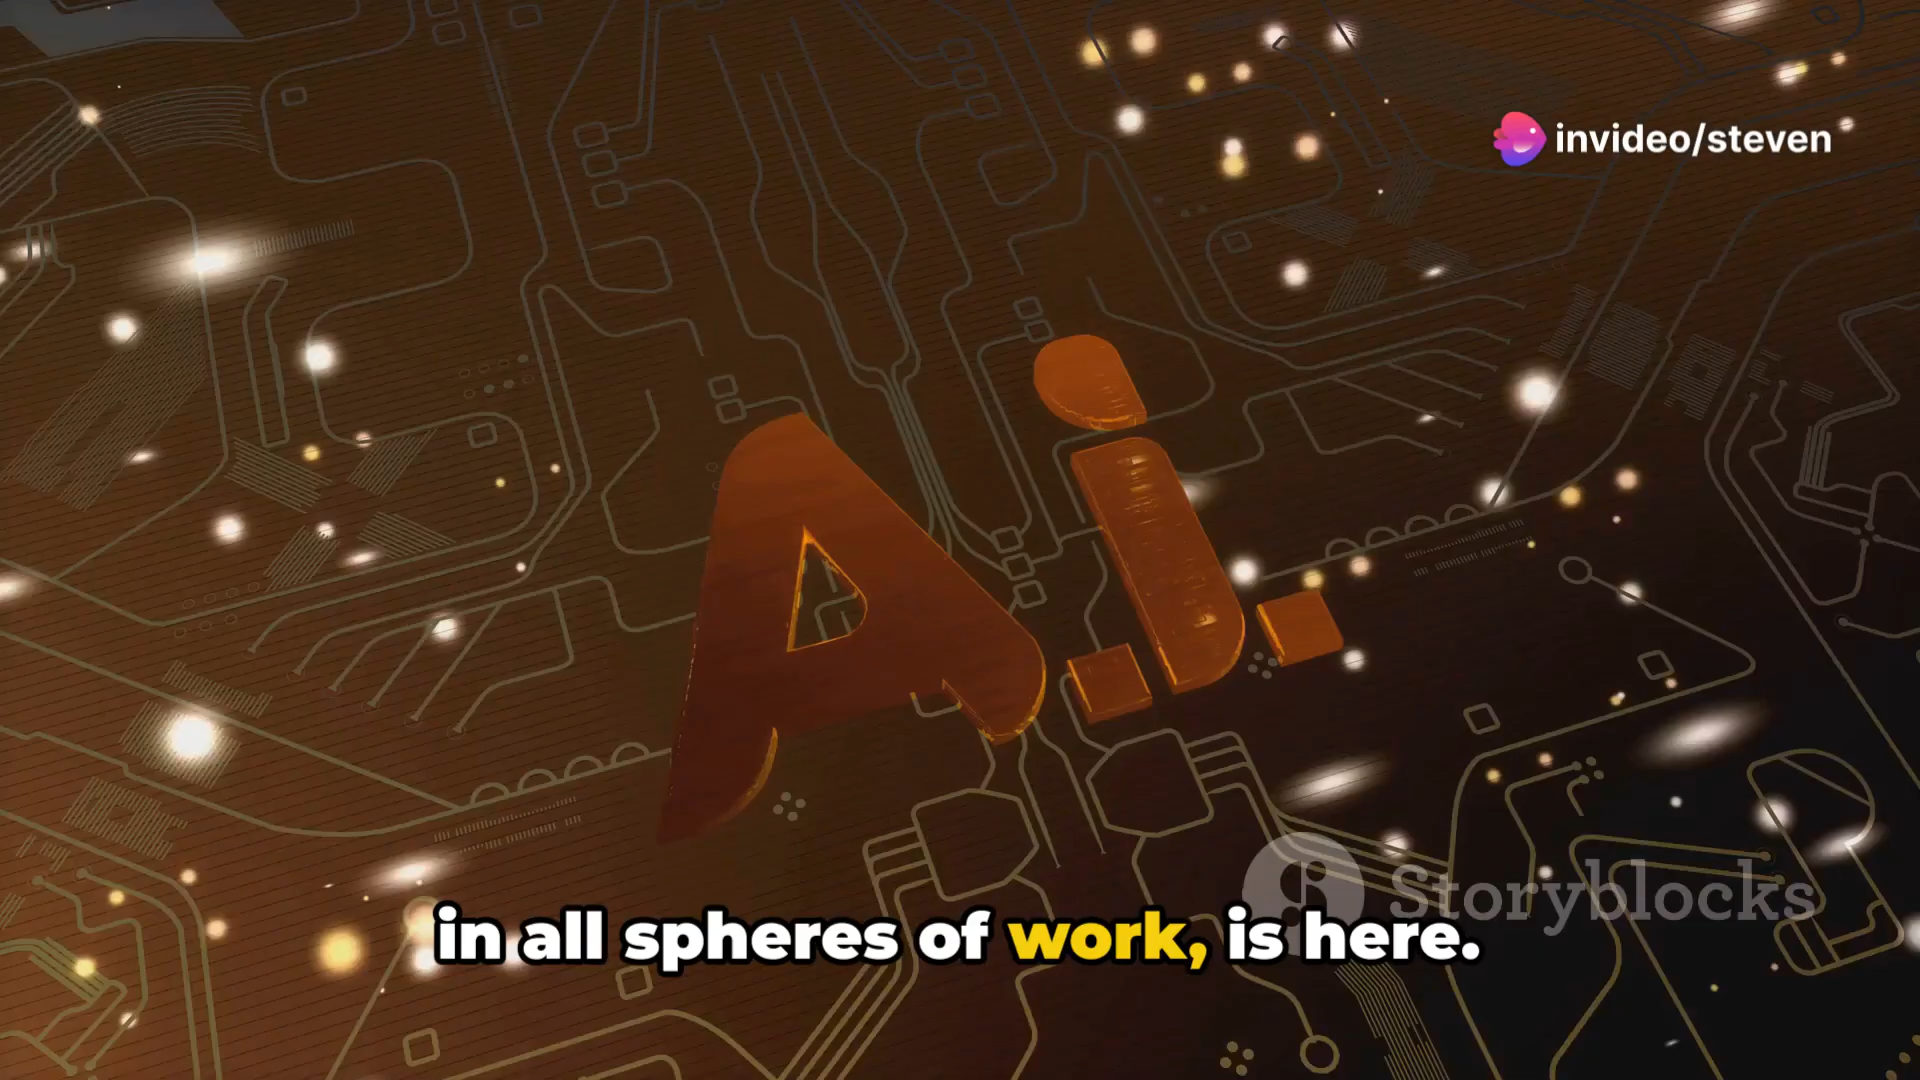 invideo/steven
A.i.
Storyblocks
in all spheres of work, is here.